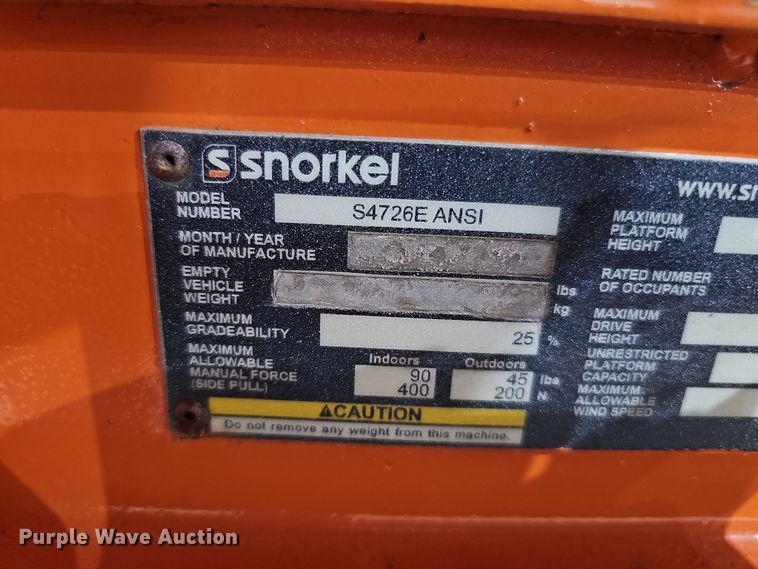 S snorkel
www.sn
MODEL
NUMBER
S4726E ANSI
MONTH / YEAR
OF MANUFACTURE
EMPTY
VEHICLE
WEIGHT
lbs
kg
MAXIMUM
GRADEABILITY
25 %
MAXIMUM
ALLOWABLE
MANUAL FORCE
(SIDE PULL)
Indoors
90
400
Outdoors
45 lbs
200 N
MAXIMUM
PLATFORM
HEIGHT
RATED NUMBER
OF OCCUPANTS
MAXIMUM
DRIVE
HEIGHT
UNRESTRICTED
PLATFORM
CAPACITY
MAXIMUM
ALLOWABLE
WIND SPEED
CAUTION
Do not remove any weight from this machine.
Purple Wave Auction